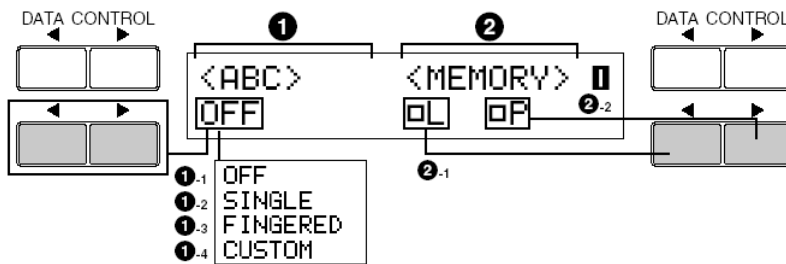 DATA CONTROL
◀ ▶
1
2
DATA CONTROL
◀ ▶
<ABC>
<MEMORY>
I
◀ ▶
OFF
L
P
2-2
◀ ▶
2-1
1-1 OFF
1-2 SINGLE
1-3 FINGERED
1-4 CUSTOM